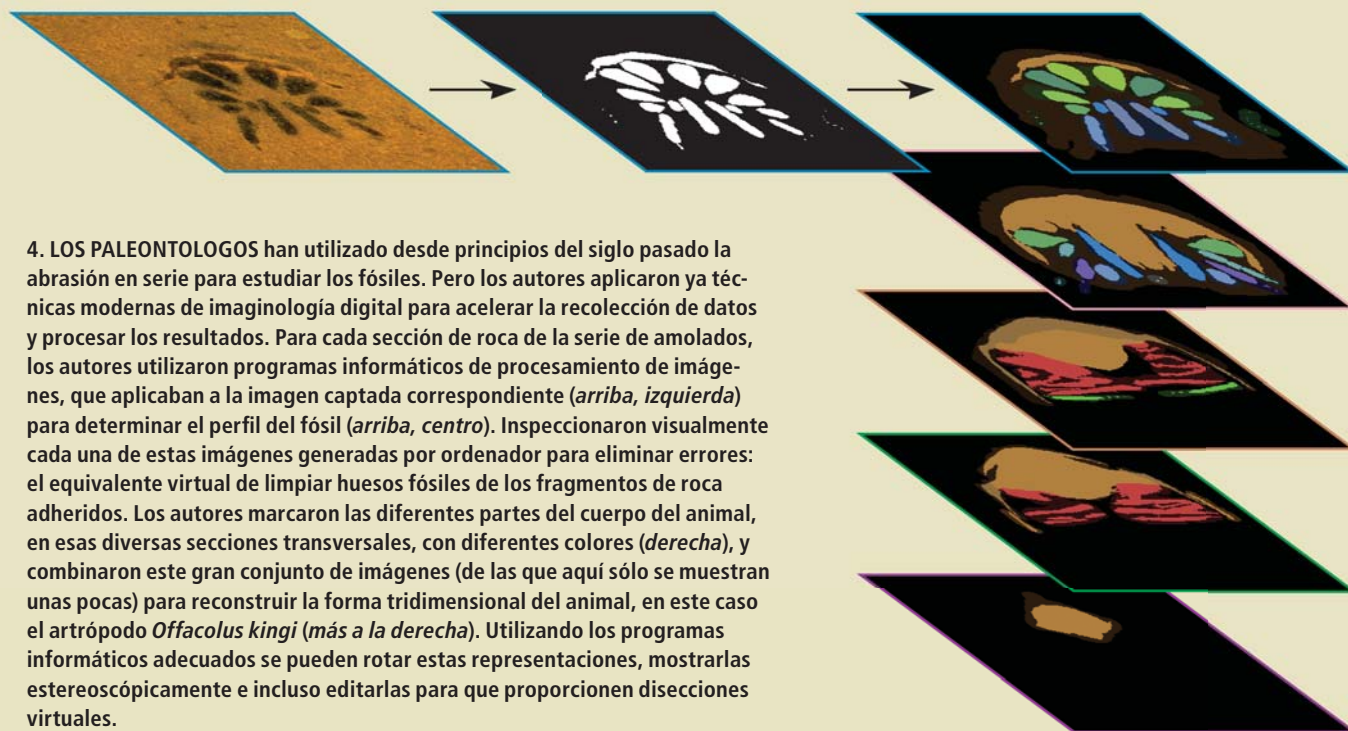 4. LOS PALEONTOLOGOS han utilizado desde principios del siglo pasado la
abrasión en serie para estudiar los fósiles. Pero los autores aplicaron ya téc-
nicas modernas de imaginología digital para acelerar la recolección de datos
y procesar los resultados. Para cada sección de roca de la serie de amolados,
los autores utilizaron programas informáticos de procesamiento de imáge-
nes, que aplicaban a la imagen captada correspondiente (arriba, izquierda)
para determinar el perfil del fósil (arriba, centro). Inspeccionaron visualmente
cada una de estas imágenes generadas por ordenador para eliminar errores:
el equivalente virtual de limpiar huesos fósiles de los fragmentos de roca
adheridos. Los autores marcaron las diferentes partes del cuerpo del animal,
en esas diversas secciones transversales, con diferentes colores (derecha), y
combinaron este gran conjunto de imágenes (de las que aquí sólo se muestran
unas pocas) para reconstruir la forma tridimensional del animal, en este caso
el artrópodo Offacolus kingi (más a la derecha). Utilizando los programas
informáticos adecuados se pueden rotar estas representaciones, mostrarlas
estereoscópicamente e incluso editarlas para que proporcionen disecciones
virtuales.